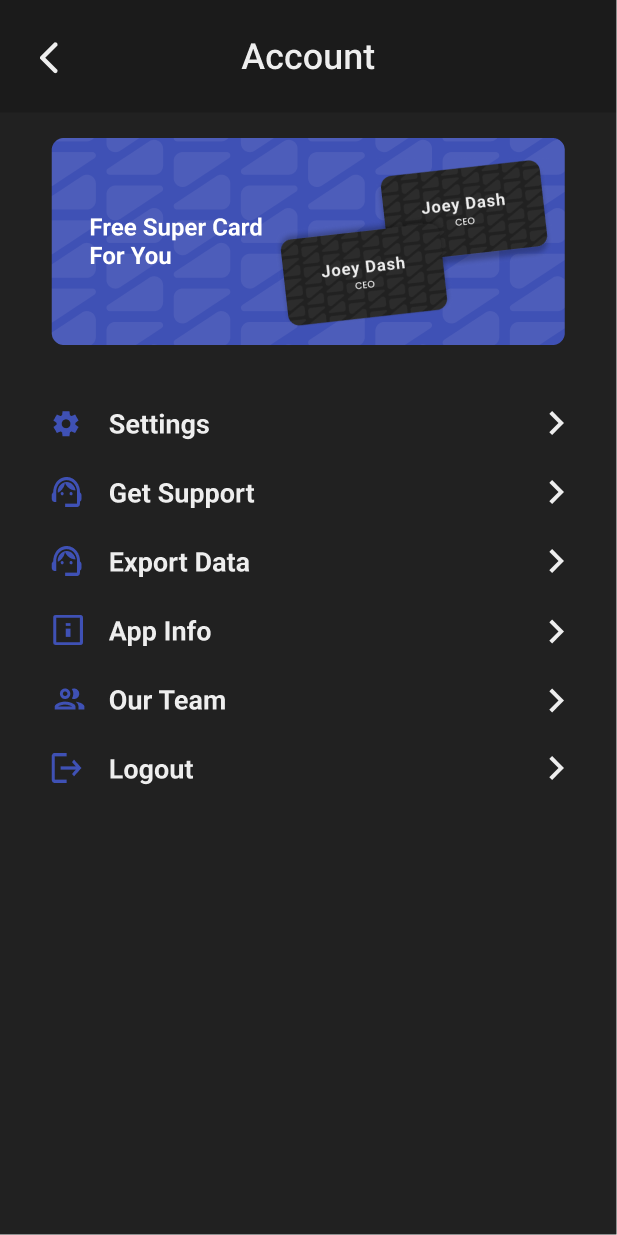 Account
Free Super Card
For You
Joey Dash
CEO
Joey Dash
CEO
Settings
Get Support
Export Data
App Info
Our Team
Logout